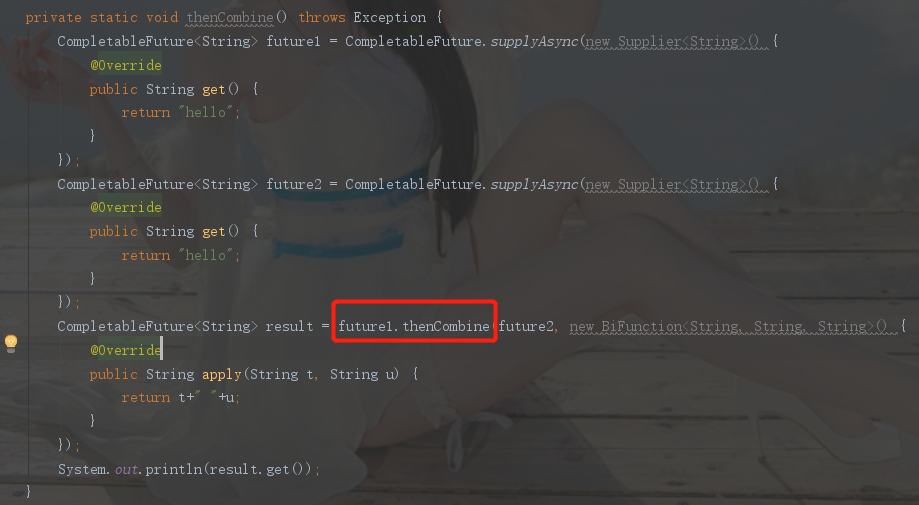 private static void thenCombine() throws Exception {
CompletableFuture<String> future1 = CompletableFuture.supplyAsync(new Supplier<String>() {
@Override
public String get() {
return "hello";
}
});
CompletableFuture<String> future2 = CompletableFuture.supplyAsync(new Supplier<String>() {
@Override
public String get() {
return "hello";
}
});
CompletableFuture<String> result = future1.thenCombine(future2, new BiFunction<String, String, String>() {
@Override
public String apply(String t, String u) {
return t+" "+u;
}
});
System.out.println(result.get());
}